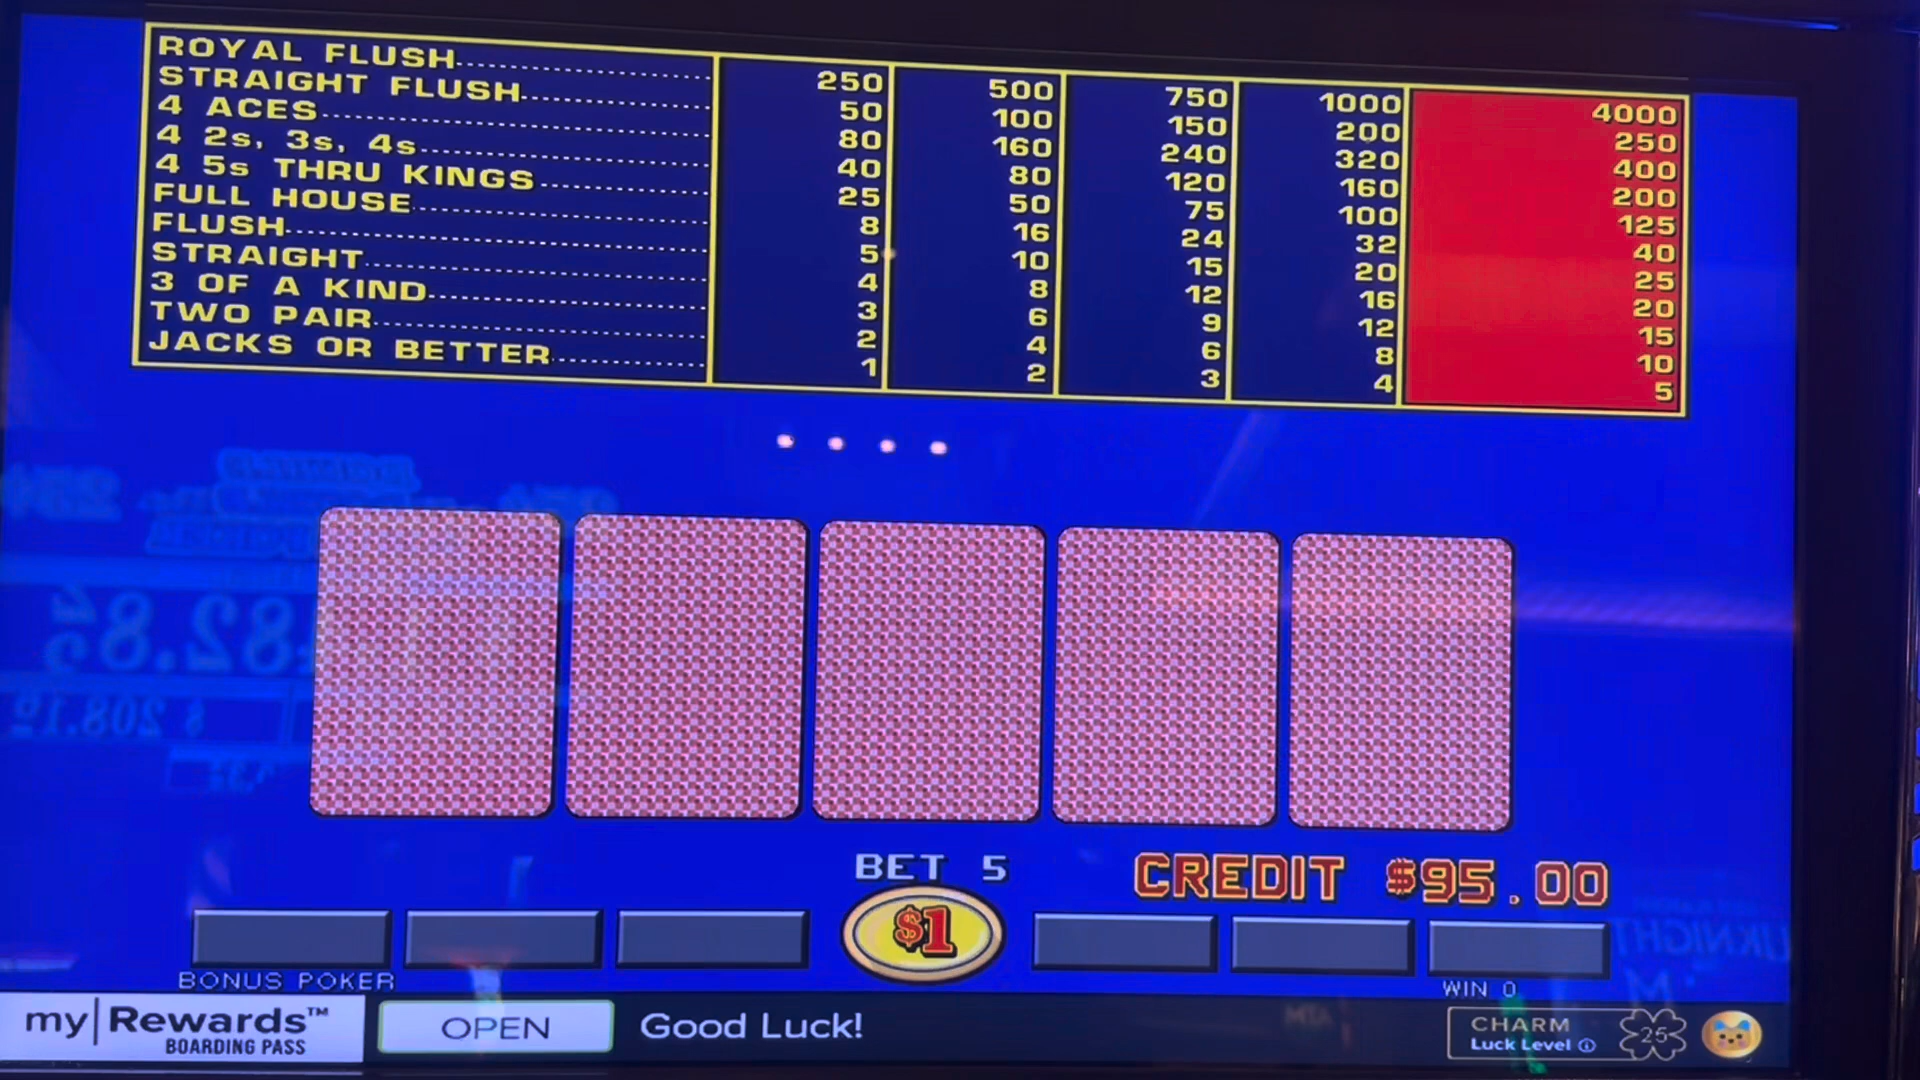 ROYAL FLUSH 250 500 750 1000 4000
STRAIGHT FLUSH 50 100 150 200 250
4 ACES 80 160 240 320 400
4 2s, 3s, 4s 40 80 120 160 200
4 5s THRU KINGS 25 50 75 100 125
FULL HOUSE 8 16 24 32 40
FLUSH 5 10 15 20 25
STRAIGHT 4 8 12 16 20
3 OF A KIND 3 6 9 12 15
TWO PAIR 2 4 6 8 10
JACKS OR BETTER 1 2 3 4 5
BET 5
CREDIT $95.00
$1
BONUS POKER
WIN 0
my|Rewards™
BOARDING PASS
OPEN
Good Luck!
CHARM
Luck Level
25